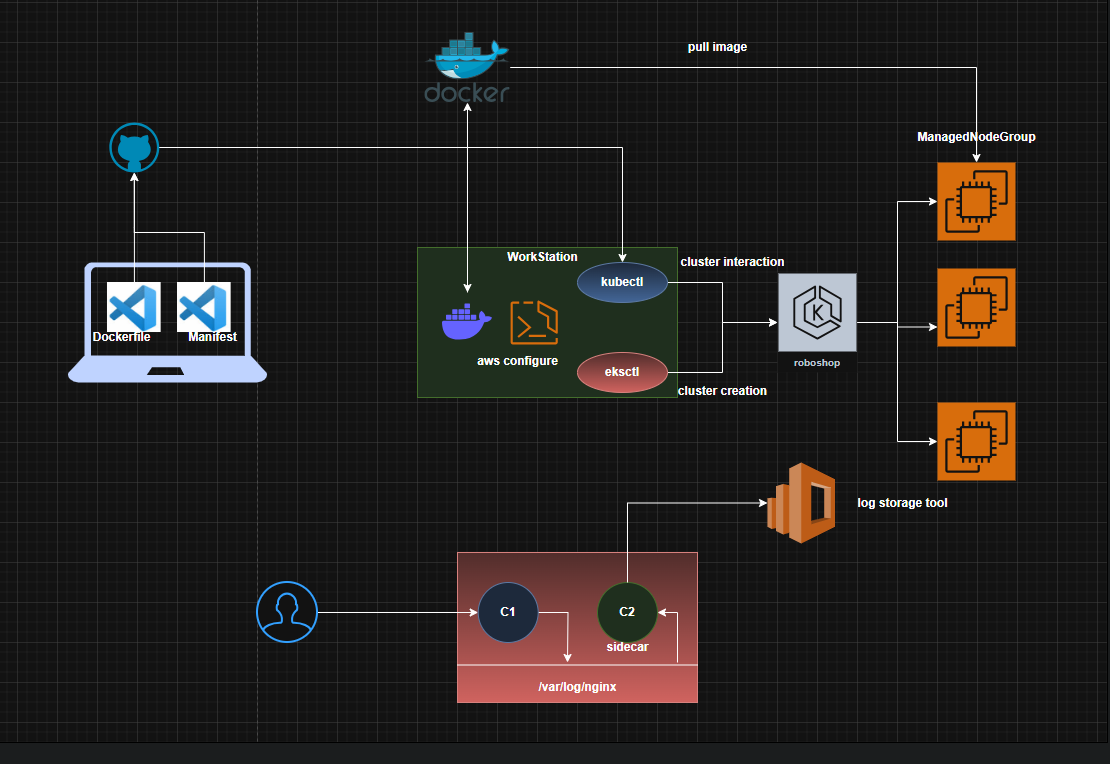 pull image
docker
ManagedNodeGroup
WorkStation
cluster interaction
kubectl
Dockerfile
Manifest
K
aws configure
eksctl
roboshop
cluster creation
log storage tool
C1
C2
sidecar
/var/log/nginx